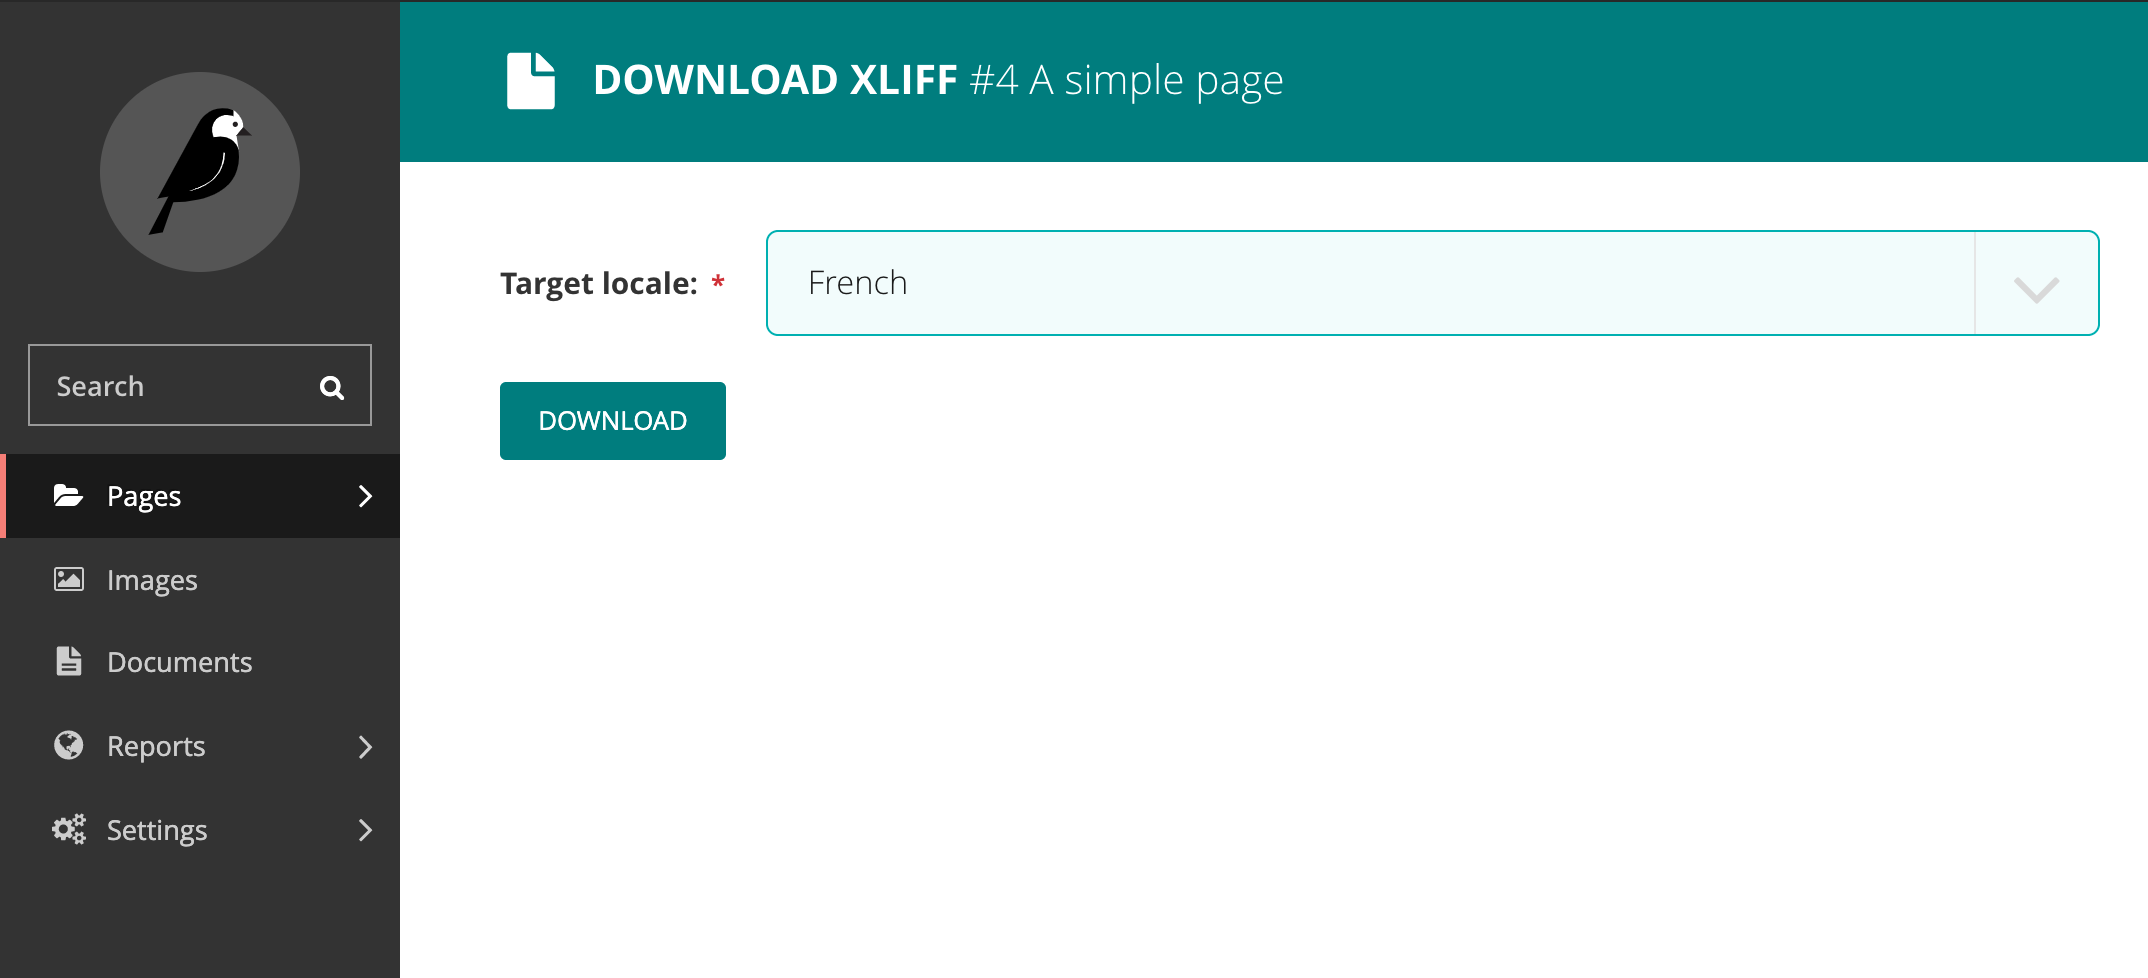 DOWNLOAD XLIFF #4 A simple page
Target locale: *
French
DOWNLOAD
Search
Pages
Images
Documents
Reports
Settings